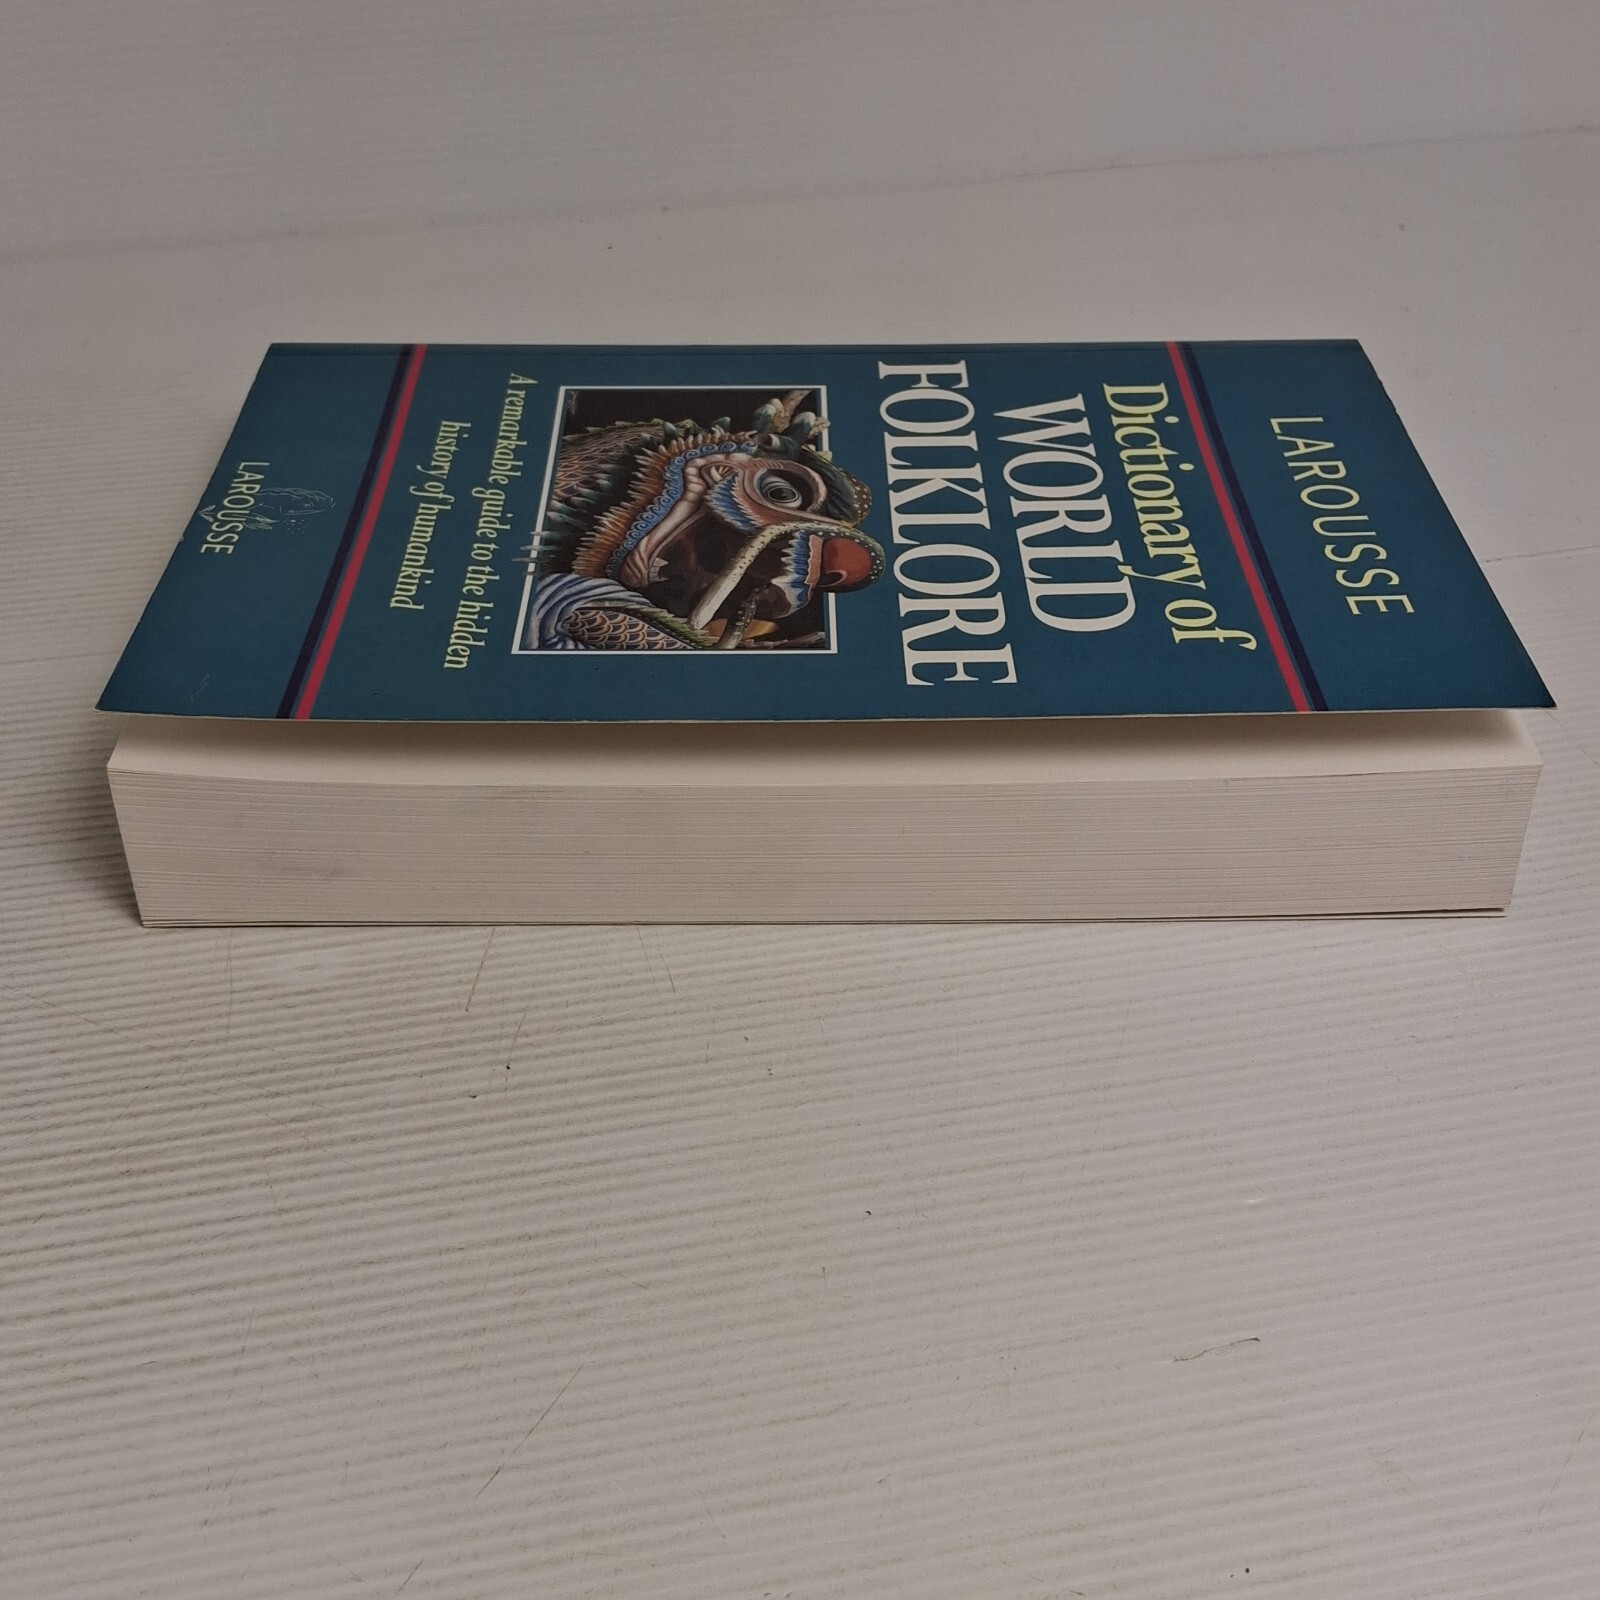 LAROUSSE
Dictionary of
WORLD
FOLKLORE
A remarkable guide to the hidden
history of humankind
LAROUSSE